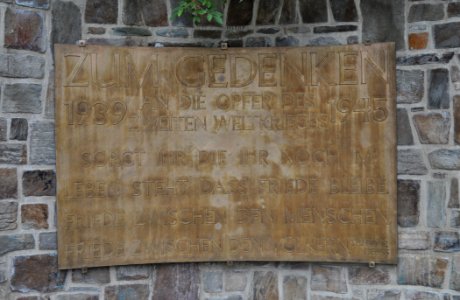 ZUM GEDENKEN
1939 AN DIE OPFER DES 1945
ZWEITEN WELTKRIEGES
SORGT IHR DIE IHR NOCH IM
LEBEN STEHT DASS FRIEDE BLEIBE
FRIEDE ZWISCHEN DEN MENSCHEN
FRIEDE ZWISCHEN DEN VÖLKERN